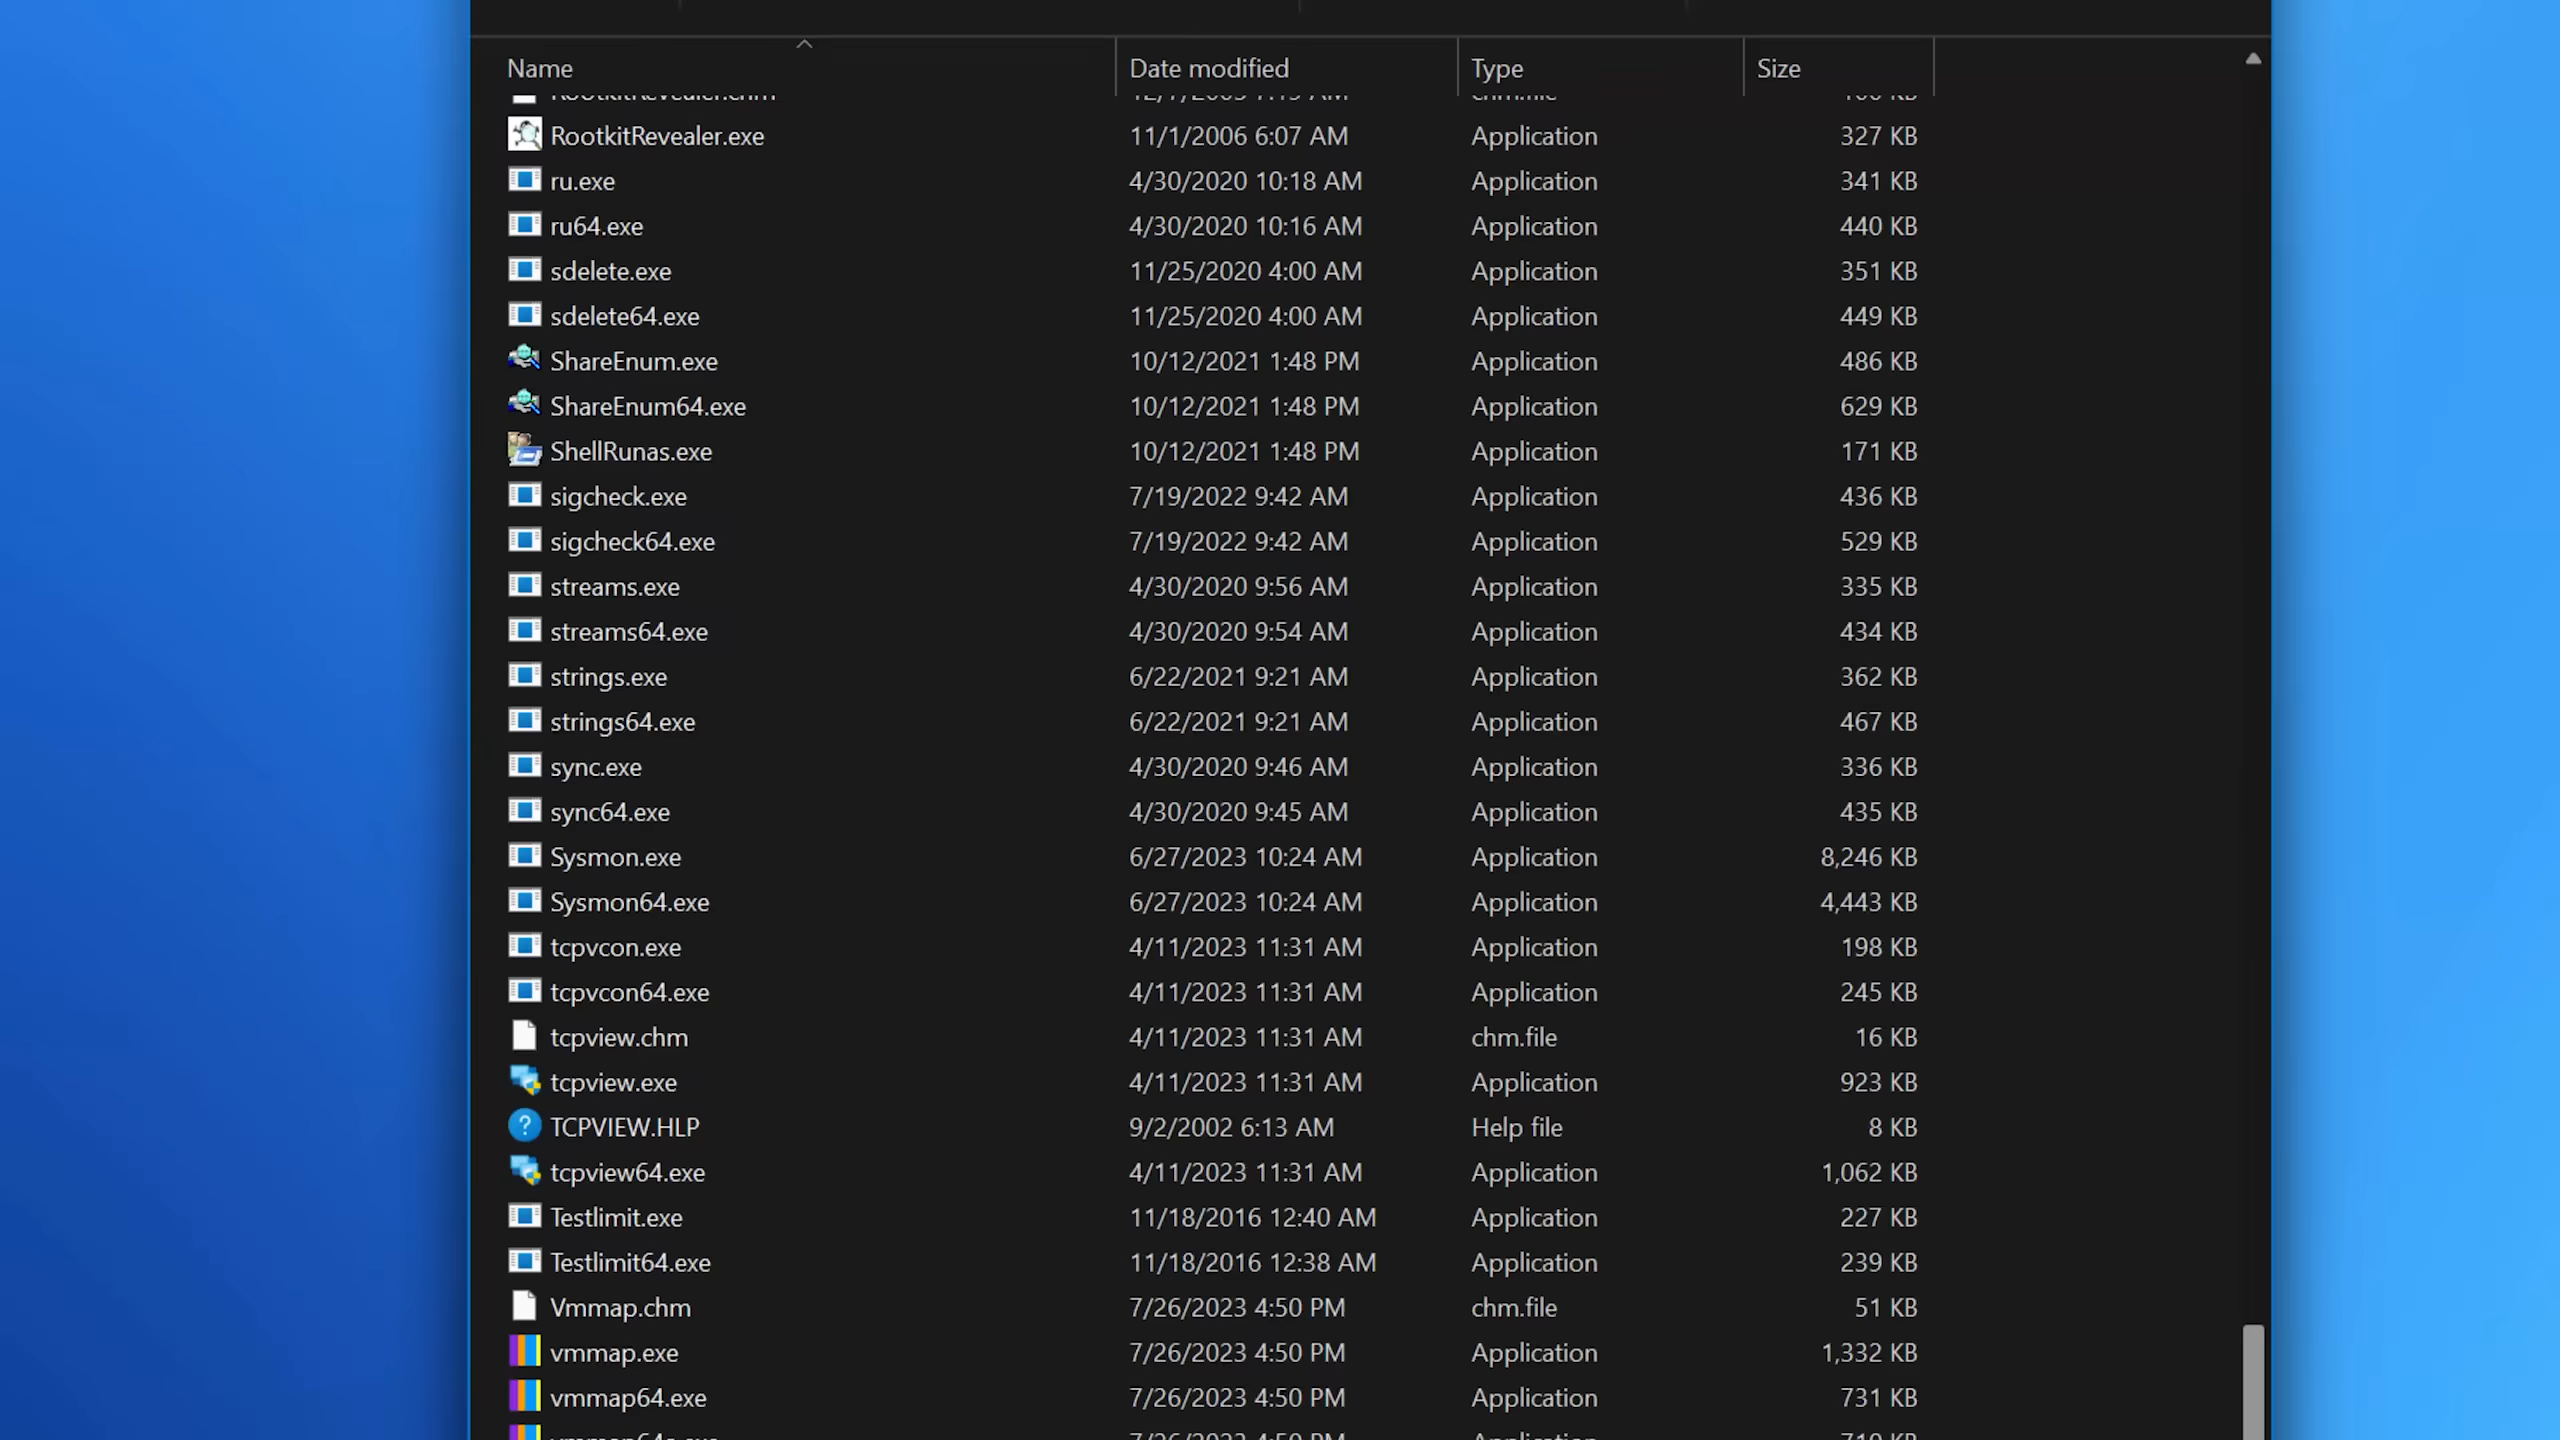 Name Date modified Type Size
RootkitRevealer.exe 11/1/2006 6:07 AM Application 327 KB
ru.exe 4/30/2020 10:18 AM Application 341 KB
ru64.exe 4/30/2020 10:16 AM Application 440 KB
sdelete.exe 11/25/2020 4:00 AM Application 351 KB
sdelete64.exe 11/25/2020 4:00 AM Application 449 KB
ShareEnum.exe 10/12/2021 1:48 PM Application 486 KB
ShareEnum64.exe 10/12/2021 1:48 PM Application 629 KB
ShellRunas.exe 10/12/2021 1:48 PM Application 171 KB
sigcheck.exe 7/19/2022 9:42 AM Application 436 KB
sigcheck64.exe 7/19/2022 9:42 AM Application 529 KB
streams.exe 4/30/2020 9:56 AM Application 335 KB
streams64.exe 4/30/2020 9:54 AM Application 434 KB
strings.exe 6/22/2021 9:21 AM Application 362 KB
strings64.exe 6/22/2021 9:21 AM Application 467 KB
sync.exe 4/30/2020 9:46 AM Application 336 KB
sync64.exe 4/30/2020 9:45 AM Application 435 KB
Sysmon.exe 6/27/2023 10:24 AM Application 8,246 KB
Sysmon64.exe 6/27/2023 10:24 AM Application 4,443 KB
tcpvcon.exe 4/11/2023 11:31 AM Application 198 KB
tcpvcon64.exe 4/11/2023 11:31 AM Application 245 KB
tcpview.chm 4/11/2023 11:31 AM chm.file 16 KB
tcpview.exe 4/11/2023 11:31 AM Application 923 KB
TCPVIEW.HLP 9/2/2002 6:13 AM Help file 8 KB
tcpview64.exe 4/11/2023 11:31 AM Application 1,062 KB
Testlimit.exe 11/18/2016 12:40 AM Application 227 KB
Testlimit64.exe 11/18/2016 12:38 AM Application 239 KB
Vmmap.chm 7/26/2023 4:50 PM chm.file 51 KB
vmmap.exe 7/26/2023 4:50 PM Application 1,332 KB
vmmap64.exe 7/26/2023 4:50 PM Application 731 KB